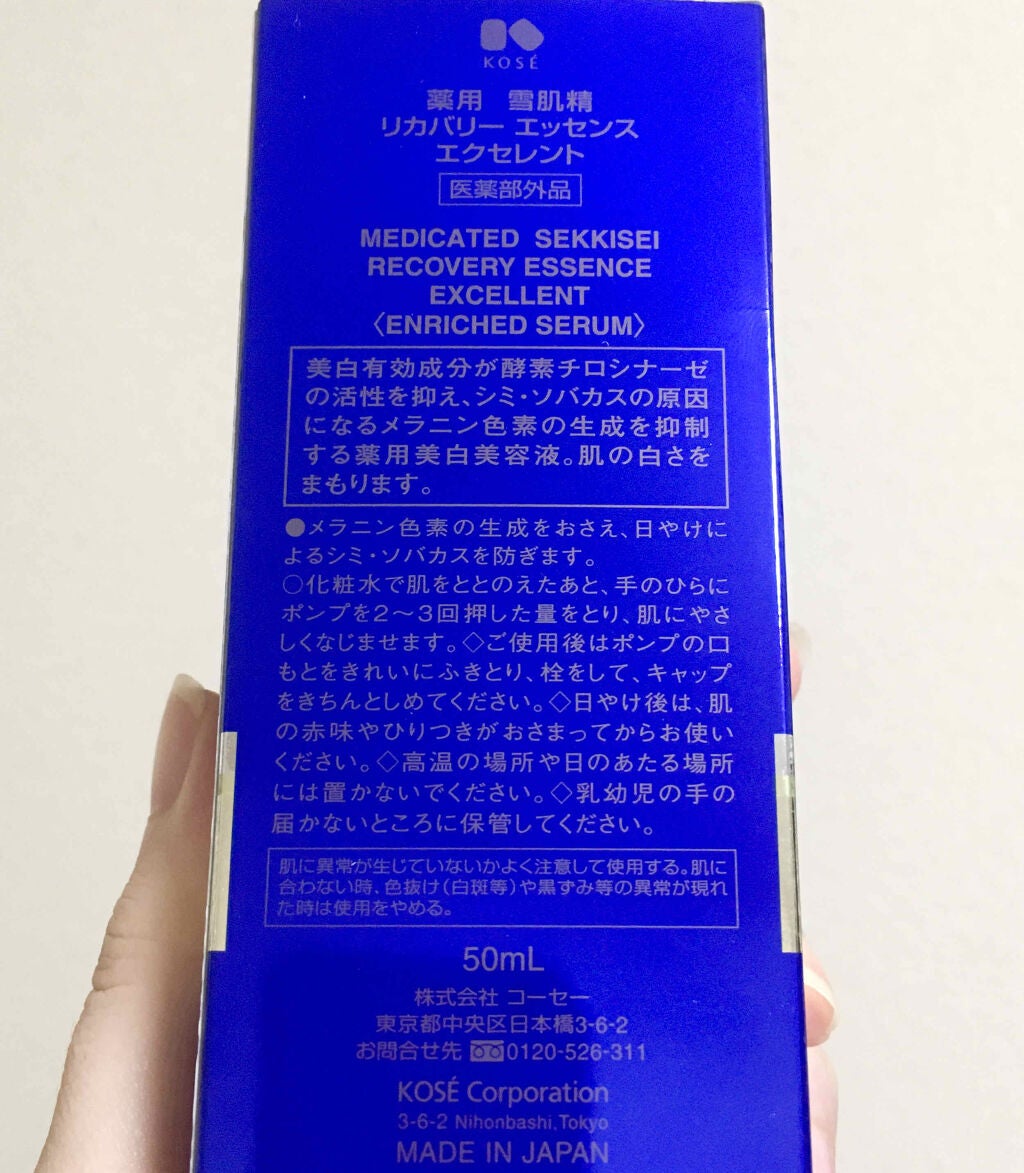 KOSÉ
薬用 雪肌精
リカバリー エッセンス
エクセレント
医薬部外品
MEDICATED SEKKISEI
RECOVERY ESSENCE
EXCELLENT
〈ENRICHED SERUM〉
美白有効成分が酵素チロシナーゼ
の活性を抑え、シミ・ソバカスの原因
になるメラニン色素の生成を抑制
する薬用美白美容液。肌の白さを
まもります。
●メラニン色素の生成をおさえ、日やけに
よるシミ・ソバカスを防ぎます。
○化粧水で肌をととのえたあと、手のひらに
ポンプを2〜3回押した量をとり、肌にやさ
しくなじませます。◇ご使用後はポンプの口
もとをきれいにふきとり、栓をして、キャップ
をきちんとしめてください。◇日やけ後は、肌
の赤味やひりつきがおさまってからお使い
ください。◇高温の場所や日のあたる場所
には置かないでください。◇乳幼児の手の
届かないところに保管してください。
肌に異常が生じていないかよく注意して使用する。肌に
合わない時、色抜け(白斑等)や黒ずみ等の異常が現れ
た時は使用をやめる。
50mL
株式会社 コーセー
東京都中央区日本橋3-6-2
お問合せ先 0120-526-311
KOSÉ Corporation
3-6-2 Nihonbashi,Tokyo
MADE IN JAPAN